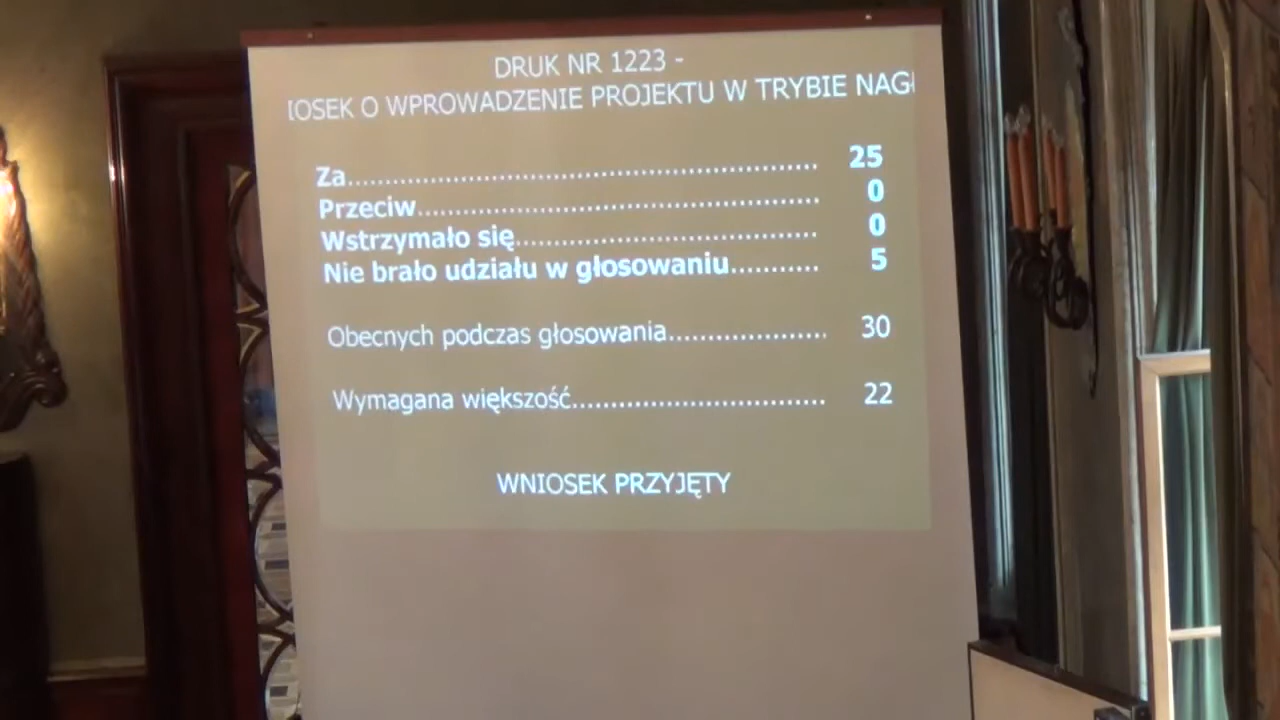 DRUK NR 1223 -
IOSEK O WPROWADZENIE PROJEKTU W TRYBIE NAG
Za.......................................................... 25
Przeciw.................................................. 0
Wstrzymało się..................................... 0
Nie brało udziału w głosowaniu........... 5
Obecnych podczas głosowania................... 30
Wymagana większość.............................. 22
WNIOSEK PRZYJĘTY